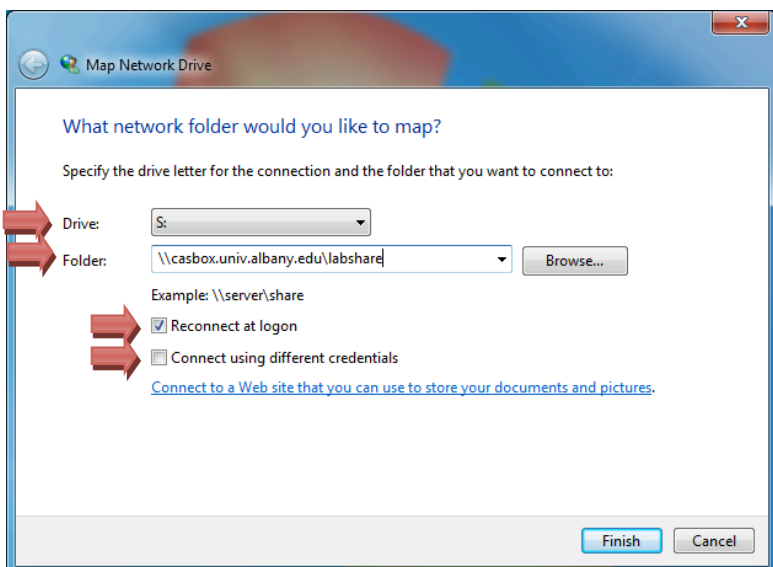 x
Map Network Drive
What network folder would you like to map?
Specify the drive letter for the connection and the folder that you want to connect to:
Drive: S:
Folder: \\casbox.univ.albany.edu\labshare Browse...
Example: \\server\share
Reconnect at logon
Connect using different credentials
Connect to a Web site that you can use to store your documents and pictures.
Finish Cancel